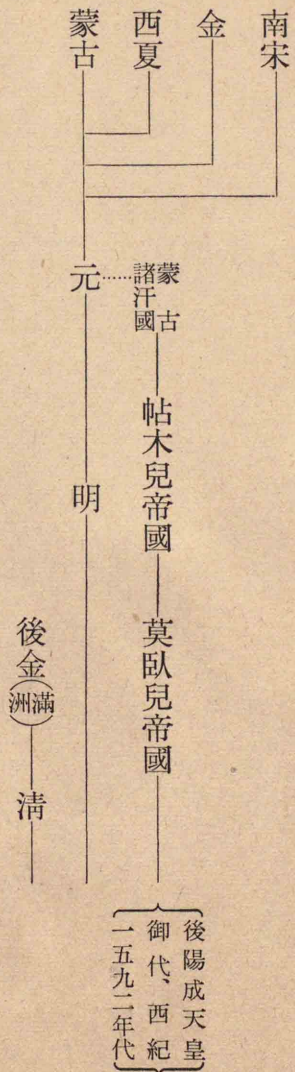 南宋
金
西夏
蒙古
蒙古
諸汗國
元
帖木兒帝國
莫臥兒帝國
明
後金(滿洲)
淸
後陽成天皇
御代、西紀
一五九二年代